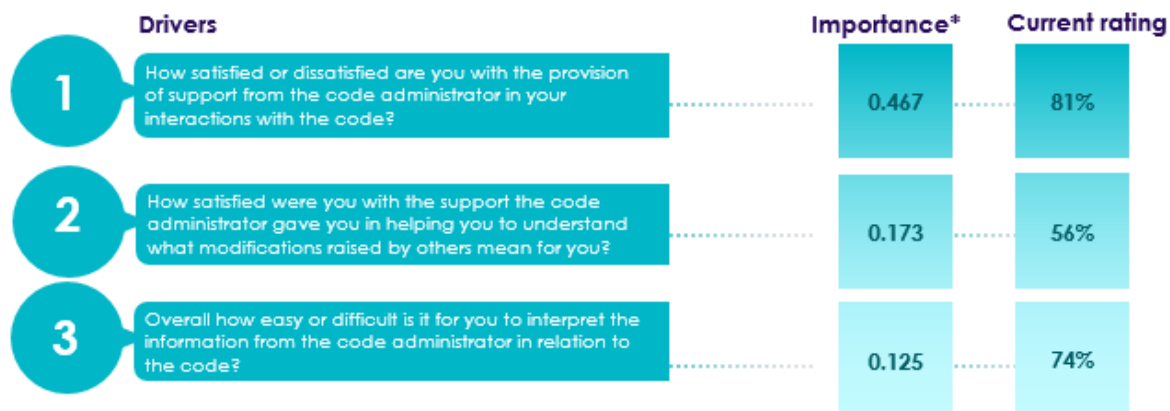 Drivers Importance* Current rating
1
How satisfied or dissatisfied are you with the provision
of support from the code administrator in your
interactions with the code?
0.467 81%
2
How satisfied were you with the support the code
administrator gave you in helping you to understand
what modifications raised by others mean for you?
0.173 56%
3
Overall how easy or difficult is it for you to interpret the
information from the code administrator in relation to
the code?
0.125 74%